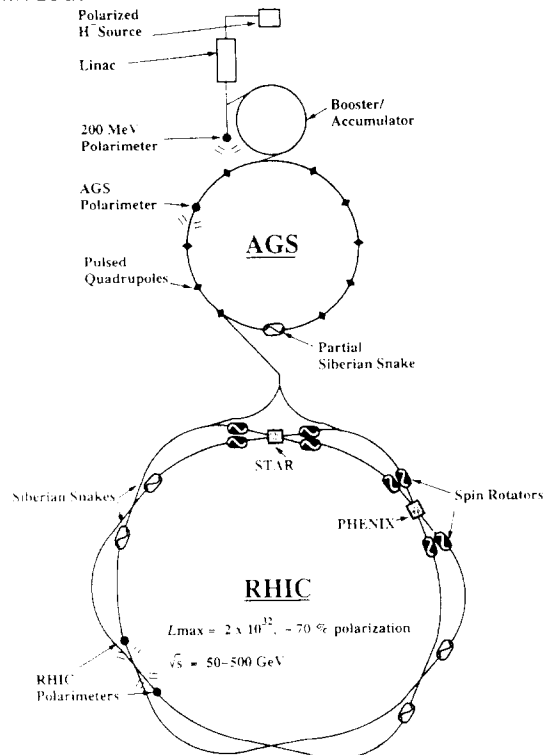 Polarized
H⁻ Source
Linac
200 MeV
Polarimeter
Booster/
Accumulator
AGS
Polarimeter
AGS
Pulsed
Quadrupoles
Partial
Siberian Snake
STAR
Siberian Snakes
Spin Rotators
PHENIX
RHIC
Lmax = 2 x 10³², ~ 70 % polarization
√s = 50-500 GeV
RHIC
Polarimeters